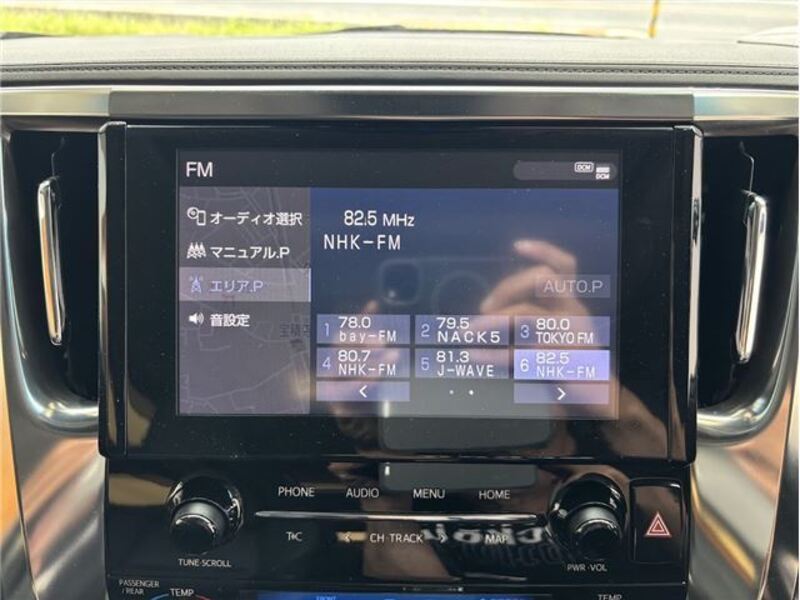 FM
DCM
DCM
オーディオ選択
マニュアル.P
エリア.P
音設定
82.5 MHz
NHK-FM
AUTO.P
1 78.0 bay-FM
2 79.5 NACK5
3 80.0 TOKYO FM
4 80.7 NHK-FM
5 81.3 J-WAVE
6 82.5 NHK-FM
< >
PHONE AUDIO MENU HOME
T*C < CH·TRACK > MAP
TUNE·SCROLL
PWR·VOL
PASSENGER / REAR
TEMP
FRONT
TEMP